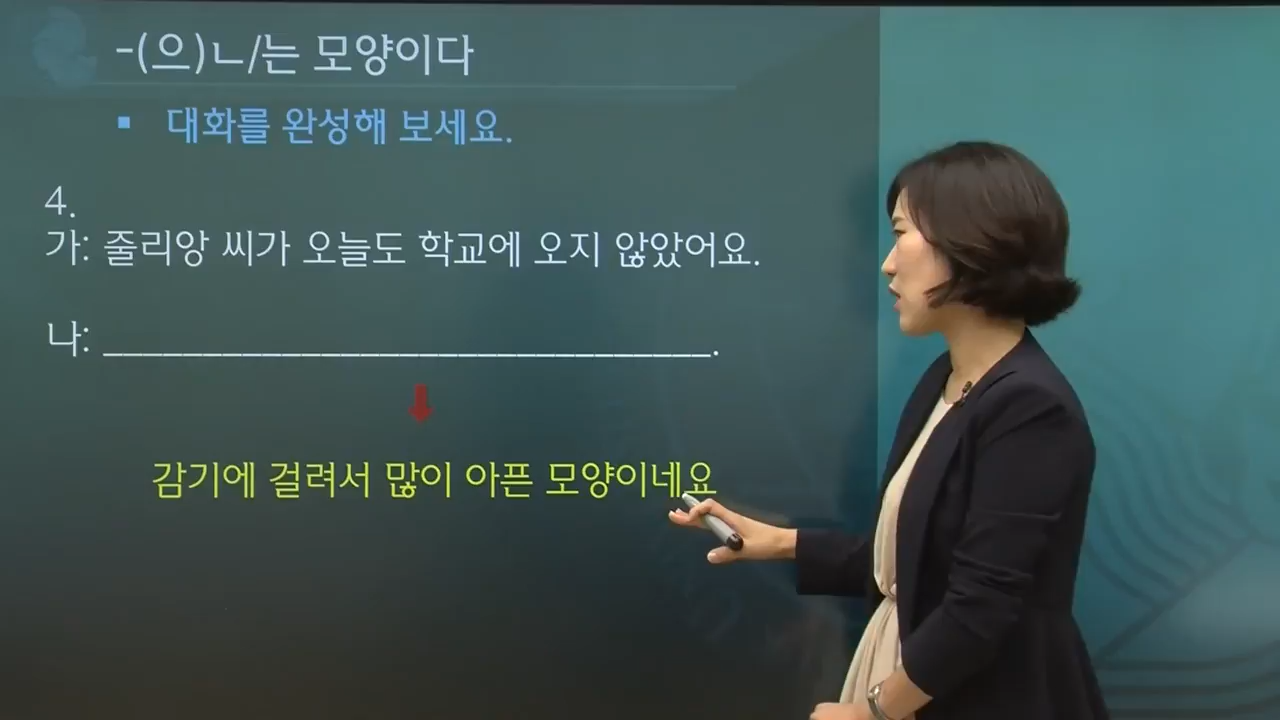 -(으)ㄴ/는 모양이다
▪ 대화를 완성해 보세요.
4.
가: 줄리앙 씨가 오늘도 학교에 오지 않았어요.
나: ______________________________.
감기에 걸려서 많이 아픈 모양이네요